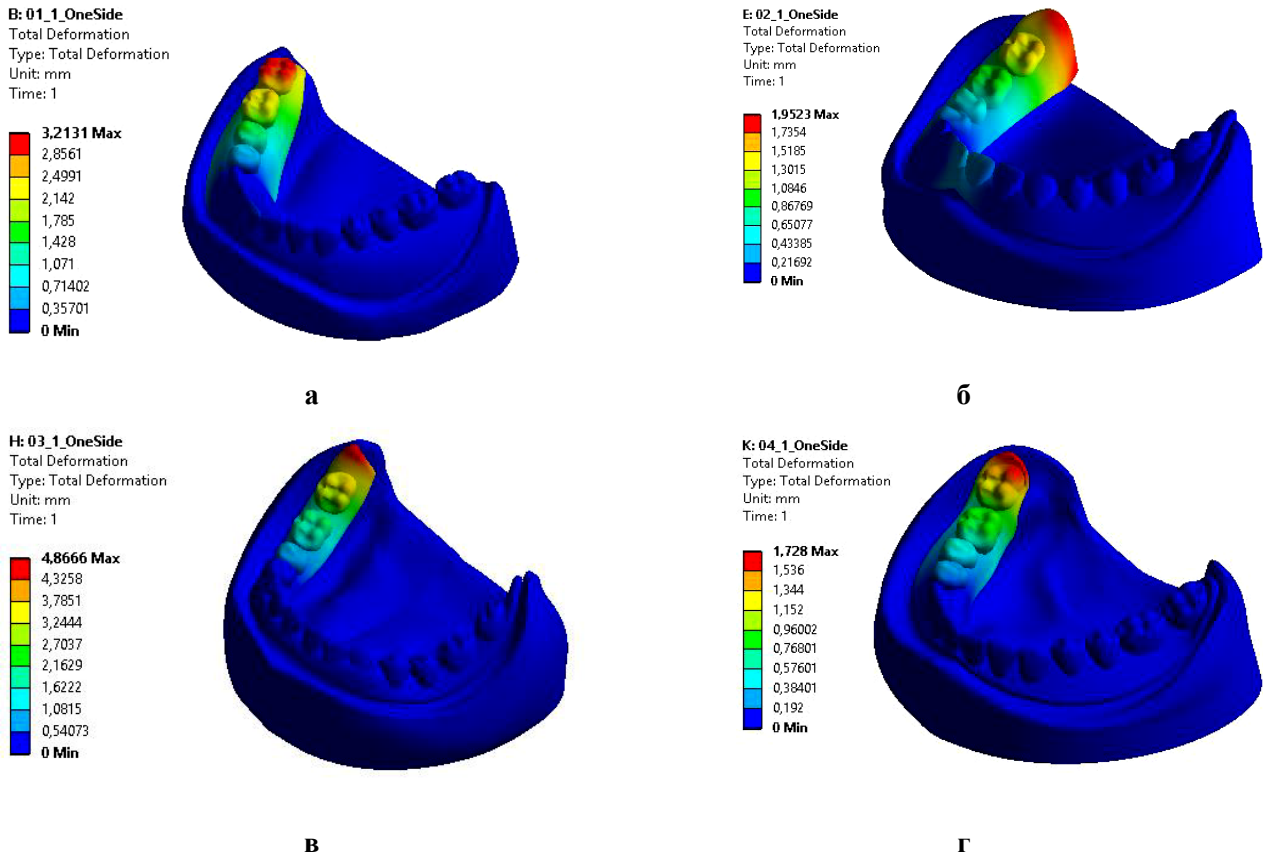 B: 01_1_OneSide
Total Deformation
Type: Total Deformation
Unit: mm
Time: 1
3,2131 Max
2,8561
2,4991
2,142
1,785
1,428
1,071
0,71402
0,35701
0 Min
а
E: 02_1_OneSide
Total Deformation
Type: Total Deformation
Unit: mm
Time: 1
1,9523 Max
1,7354
1,5185
1,3015
1,0846
0,86769
0,65077
0,43385
0,21692
0 Min
б
H: 03_1_OneSide
Total Deformation
Type: Total Deformation
Unit: mm
Time: 1
4,8666 Max
4,3258
3,7851
3,2444
2,7037
2,1629
1,6222
1,0815
0,54073
0 Min
в
K: 04_1_OneSide
Total Deformation
Type: Total Deformation
Unit: mm
Time: 1
1,728 Max
1,536
1,344
1,152
0,96002
0,76801
0,57601
0,38401
0,192
0 Min
г